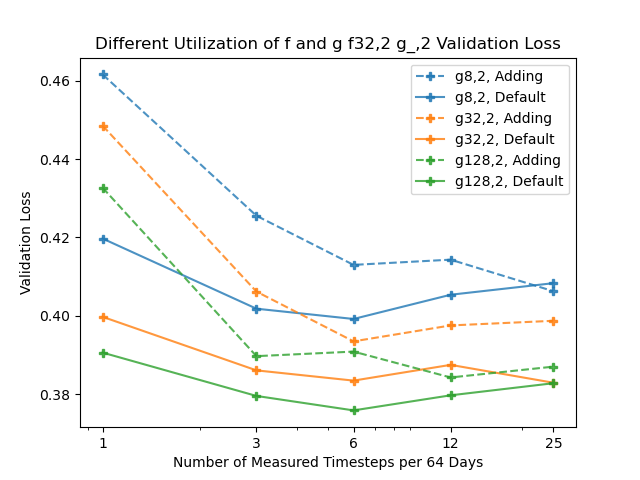 Different Utilization of f and g f32,2 g_,2 Validation Loss
g8,2, Adding
g8,2, Default
g32,2, Adding
g32,2, Default
g128,2, Adding
g128,2, Default
Validation Loss
0.46
0.44
0.42
0.40
0.38
1
3
6
12
25
Number of Measured Timesteps per 64 Days